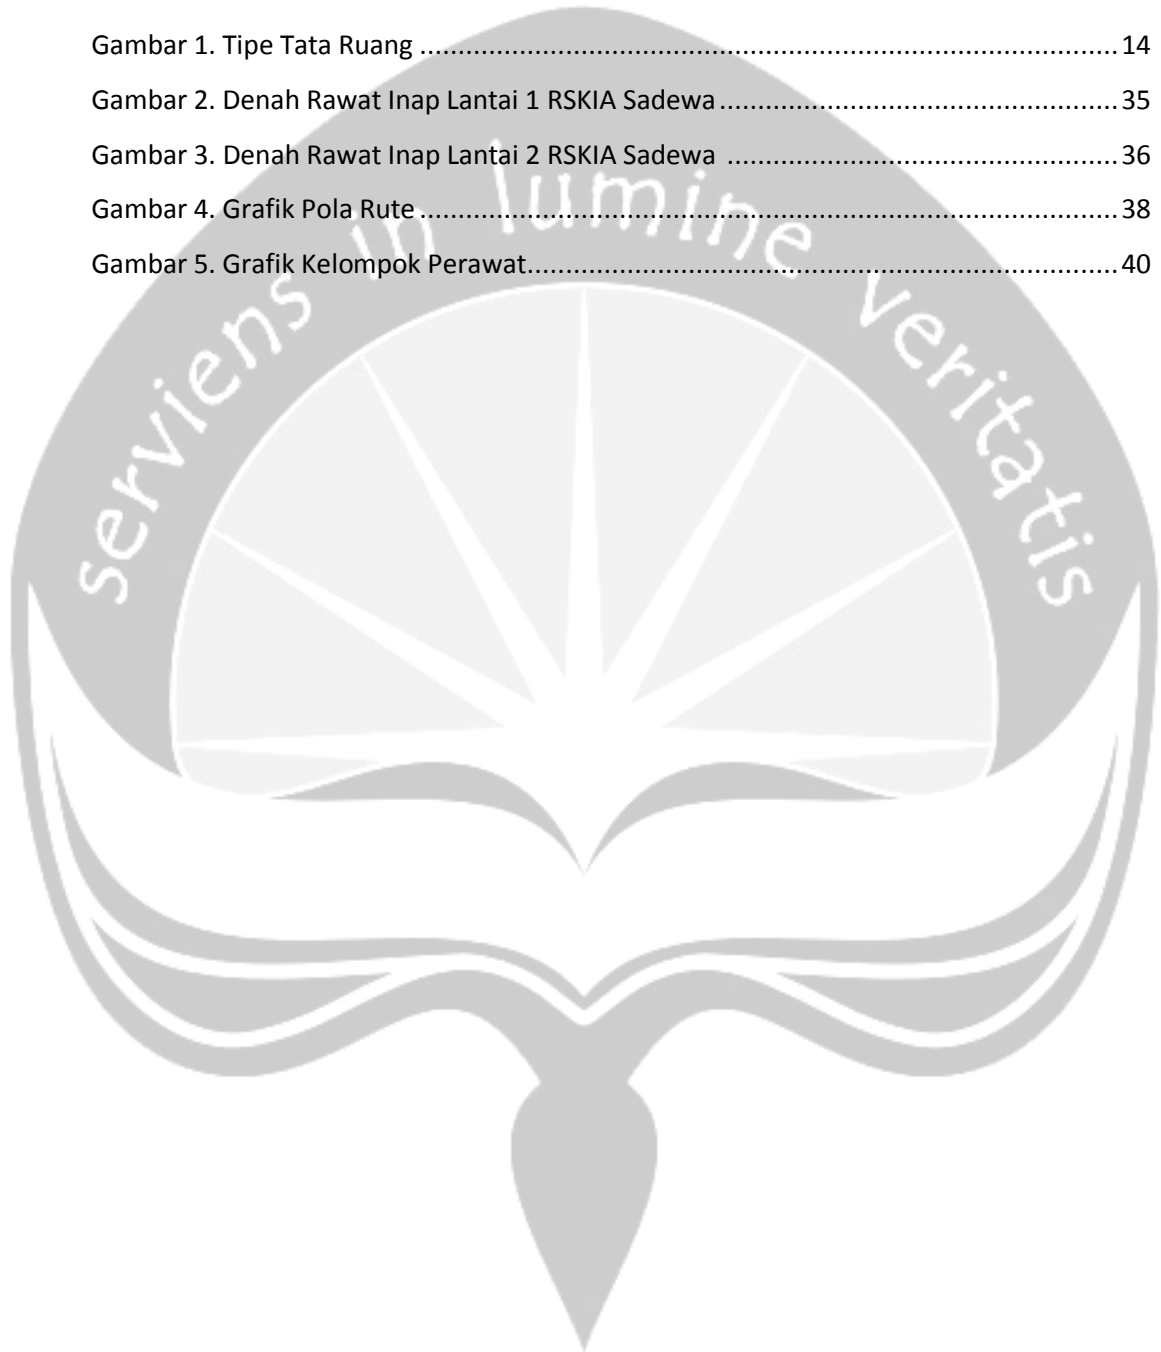 Gambar 1. Tipe Tata Ruang ........................................................................................... 14
Gambar 2. Denah Rawat Inap Lantai 1 RSKIA Sadewa .................................................... 35
Gambar 3. Denah Rawat Inap Lantai 2 RSKIA Sadewa ................................................... 36
Gambar 4. Grafik Pola Rute ........................................................................................... 38
Gambar 5. Grafik Kelompok Perawat............................................................................. 40
serviens in lumine veritatis